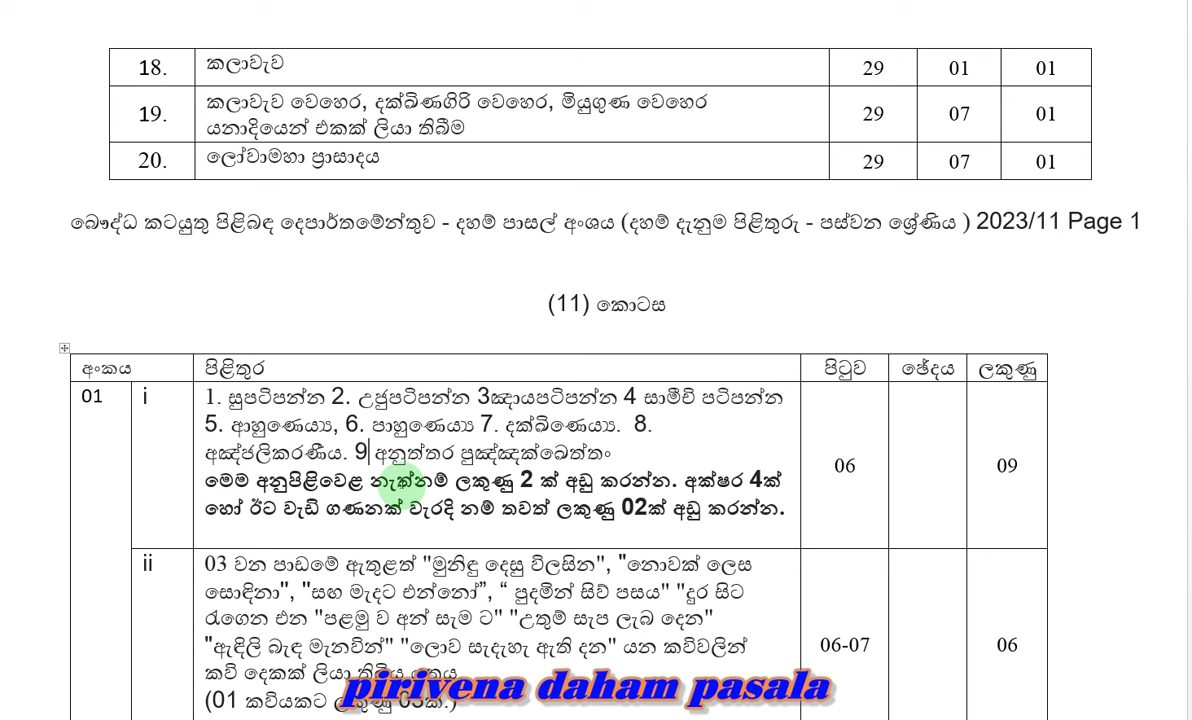 18. කලාවැව 29 01 01
19. කලාවැව වෙහෙර, දක්ඛිණගිරි වෙහෙර, මියුගුණ වෙහෙර
යනාදියෙන් එකක් ලියා තිබීම 29 07 01
20. ලෝවාමහා ප්‍රාසාදය 29 07 01
බෞද්ධ කටයුතු පිළිබඳ දෙපාර්තමේන්තුව - දහම් පාසල් අංශය (දහම් දැනුම පිළිතුරු - පස්වන ශ්‍රේණිය ) 2023/11 Page 1
(11) කොටස
අංකය පිළිතුර පිටුව ඡේදය ලකුණු
01 i 1. සුපටිපන්න 2. උජුපටිපන්න 3ඤායපටිපන්න 4 සාමීචි පටිපන්න
5. ආහුණෙය්‍ය, 6. පාහුණෙය්‍ය 7. දක්ඛිණෙය්‍ය. 8.
අඤ්ජලිකරණීය. 9 අනුත්තර පුඤ්ඤක්ඛෙත්තං 06 09
මෙම අනුපිළිවෙළ නැක්නම් ලකුණු 2 ක් අඩු කරන්න. අක්ෂර 4ක්
හෝ ඊට වැඩි ගණනක් වැරදි නම් තවත් ලකුණු 02ක් අඩු කරන්න.
ii 03 වන පාඩමේ ඇතුළත් "මුනිඳු දෙසු විලසින", "නොවක් ලෙස
සොඳිනා", "සඟ මැදට එන්නෝ”, “ පුදමින් සිව් පසය" "දුර සිට
රැගෙන එන "පළමු ව අන් සැම ට" "උතුම් සැප ලැබ දෙන"
"ඇඳිලි බැඳ මැනවින්" "ලොව සැදැහැ ඇති දන" යන කවිවලින් 06-07 06
කවි දෙකක් ලියා තිබිය යුතුය
(01 කවියකට ලකුණු 03ක.)
pirivena daham pasala